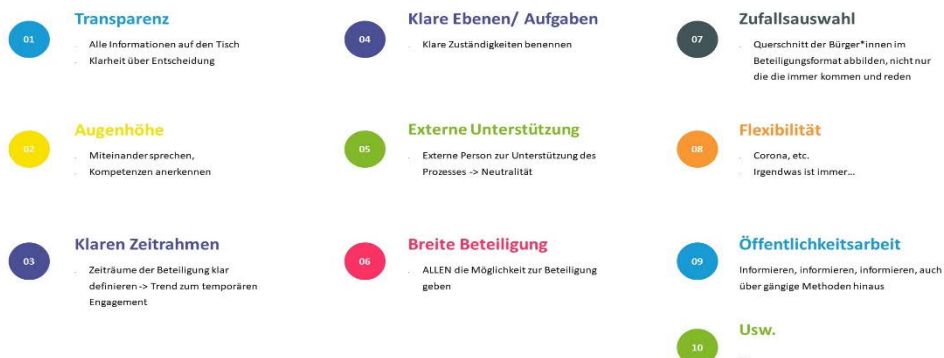 01
Transparenz
Alle Informationen auf den Tisch
Klarheit über Entscheidung
02
Augenhöhe
Miteinander sprechen,
Kompetenzen anerkennen
03
Klaren Zeitrahmen
Zeiträume der Beteiligung klar
definieren -> Trend zum temporären
Engagement
04
Klare Ebenen/ Aufgaben
Klare Zuständigkeiten benennen
05
Externe Unterstützung
Externe Person zur Unterstützung des
Prozesses -> Neutralität
06
Breite Beteiligung
ALLEN die Möglichkeit zur Beteiligung
geben
07
Zufallsauswahl
Querschnitt der Bürger*innen im
Beteiligungsformat abbilden, nicht nur
die die immer kommen und reden
08
Flexibilität
Corona, etc.
Irgendwas ist immer...
09
Öffentlichkeitsarbeit
Informieren, informieren, informieren, auch
über gängige Methoden hinaus
10
Usw.